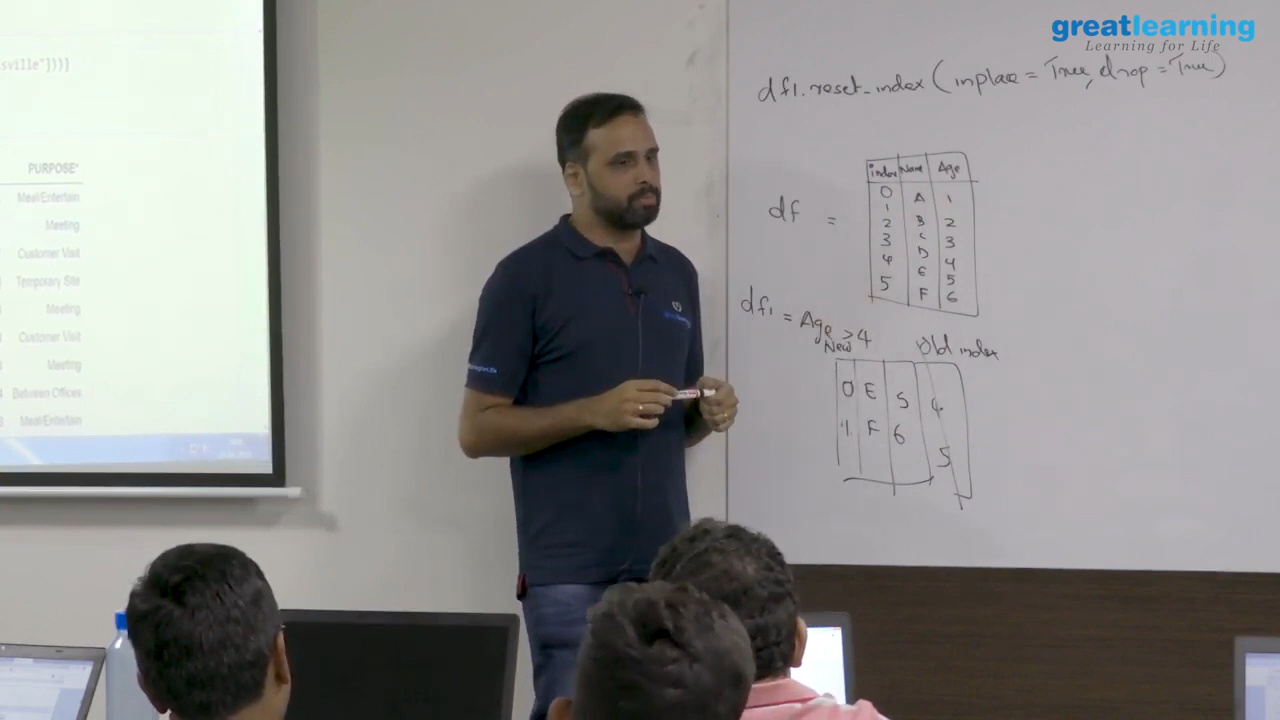 greatlearning
Learning for Life
sville"]))]
PURPOSE*
Meal/Entertain
Meeting
Customer Visit
Temporary Site
Meeting
Customer Visit
Meeting
Between Offices
Meal/Entertain
df1.reset_index(inplace = True, drop = True)
df =
index Name Age
0 A 1
1 B 2
2 C 3
3 D 4
4 E 5
5 F 6
df1 = Age > 4
New Old index
0 E 5 4
1 F 6 5